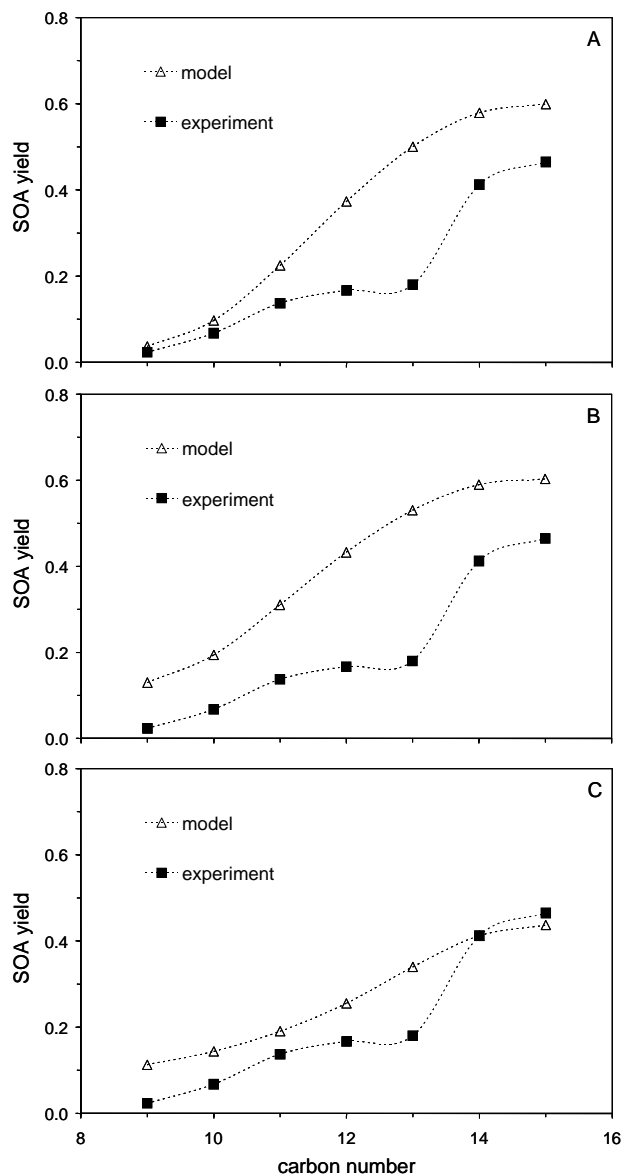 0.8
A
model
0.6
experiment
SOA yield
0.4
0.2
0.0
0.8
B
model
0.6
experiment
SOA yield
0.4
0.2
0.0
0.8
C
model
0.6
experiment
SOA yield
0.4
0.2
0.0
8 10 12 14 16
carbon number